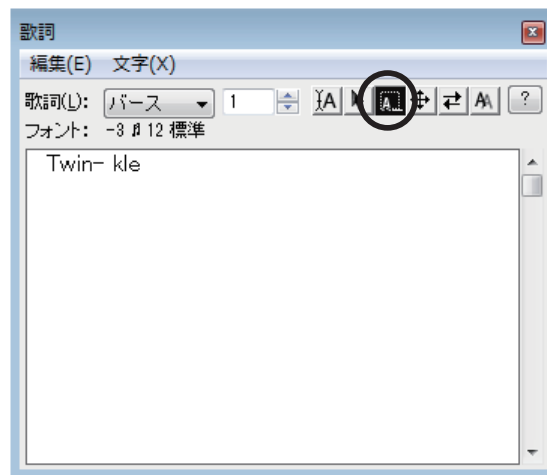 歌詞
編集(E) 文字(X)
歌詞(L): バース 1 ?
フォント: -3 12 標準
Twin- kle